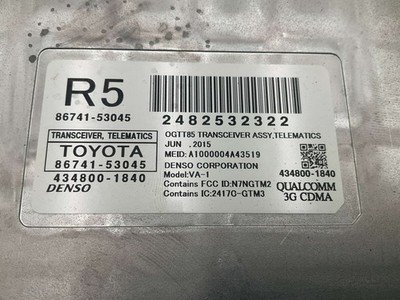 R5
86741-53045
2482532322
TRANSCEIVER, TELEMATICS
TOYOTA
86741-53045
434800-1840
DENSO
OGTT85 TRANSCEIVER ASSY,TELEMATICS
JUN .2015
MEID:A1000004A43519
DENSO CORPORATION
Model:VA-1
Contains FCC ID:N7NGTM2
Contains IC:2417C-GTM3
434800-1840
QUALCOMM
3G CDMA